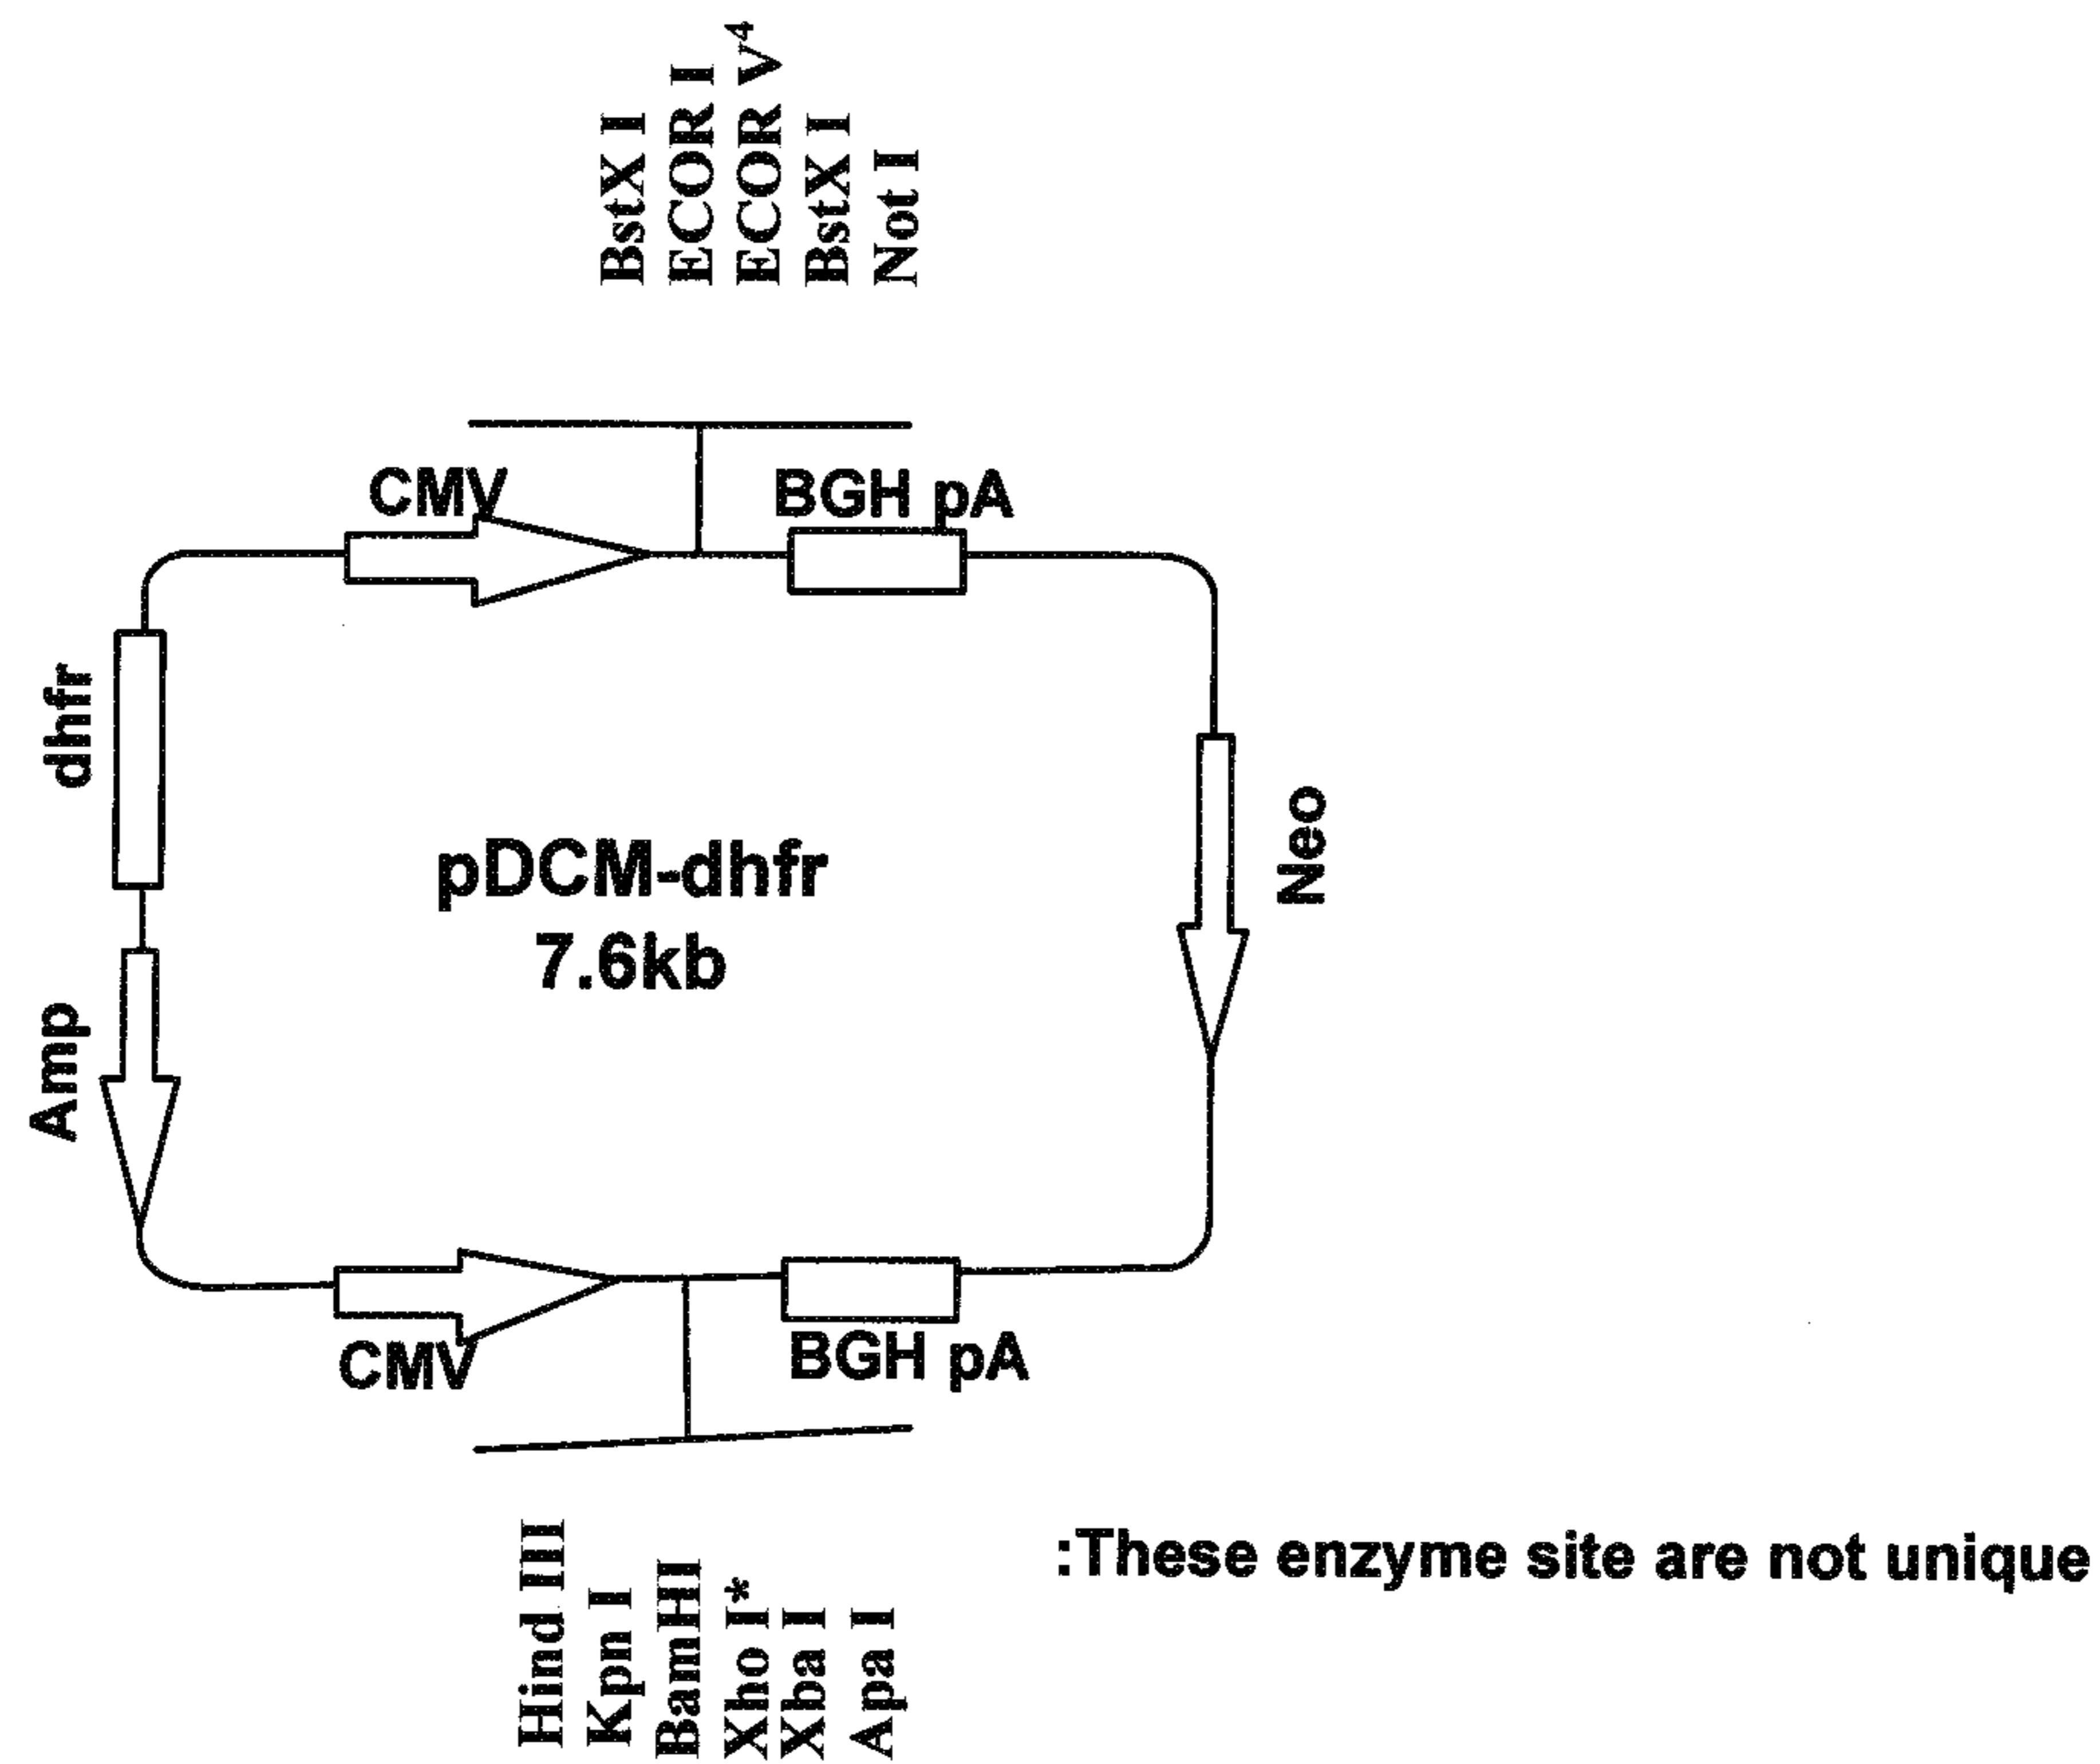 BstX I
ECOR I
ECOR V⁴
BstX I
Not I
CMV
BGH pA
dhfr
pDCM-dhfr
7.6kb
Neo
Amp
CMV
BGH pA
Hind III
Kpn I
BamHI
Xho I*
Xba I
Apa I
:These enzyme site are not unique